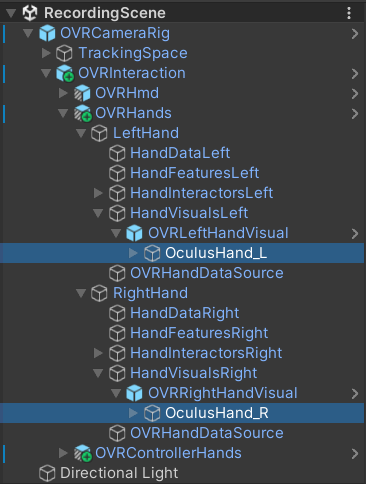 RecordingScene
OVRCameraRig
TrackingSpace
OVRInteraction
OVRHmd
OVRHands
LeftHand
HandDataLeft
HandFeaturesLeft
HandInteractorsLeft
HandVisualsLeft
OVRLeftHandVisual
OculusHand_L
OVRHandDataSource
RightHand
HandDataRight
HandFeaturesRight
HandInteractorsRight
HandVisualsRight
OVRRightHandVisual
OculusHand_R
OVRHandDataSource
OVRControllerHands
Directional Light